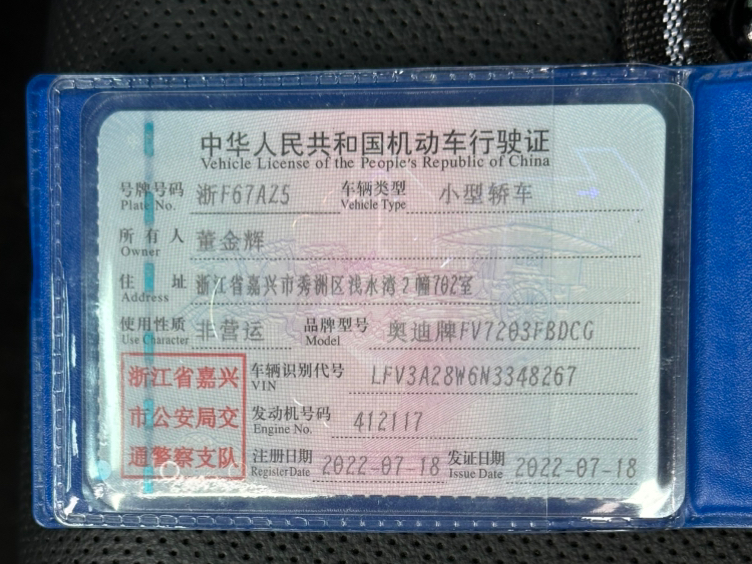 中华人民共和国机动车行驶证
Vehicle License of the People's Republic of China
号牌号码 浙F67AZ5 车辆类型 小型轿车
Plate No. Vehicle Type
所有人 董金辉
Owner
住址 浙江省嘉兴市秀洲区浅水湾2幢702室
Address
使用性质 非营运 品牌型号 奥迪牌FV7203FBDCG
Use Character Model
浙江省嘉兴
市公安局交
通警察支队
车辆识别代号 LFV3A28W6N3348267
VIN
发动机号码 412117
Engine No.
注册日期 2022-07-18 发证日期 2022-07-18
Register Date Issue Date